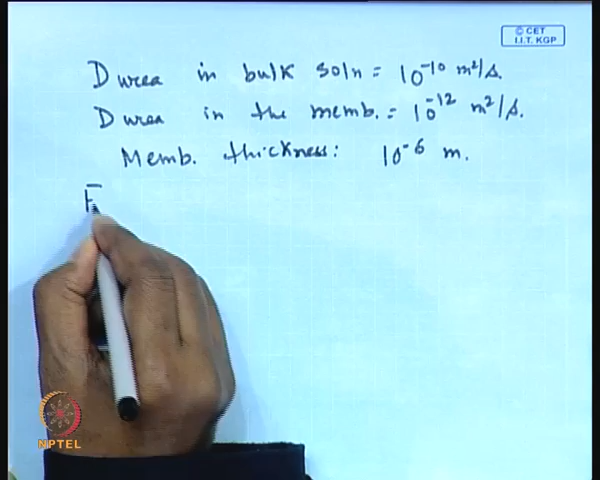 © CET
I.I.T. KGP
D urea in bulk soln = 10⁻¹⁰ m²/s.
D urea in the memb. = 10⁻¹² m²/s.
Memb. thickness: 10⁻⁶ m.
F
NPTEL